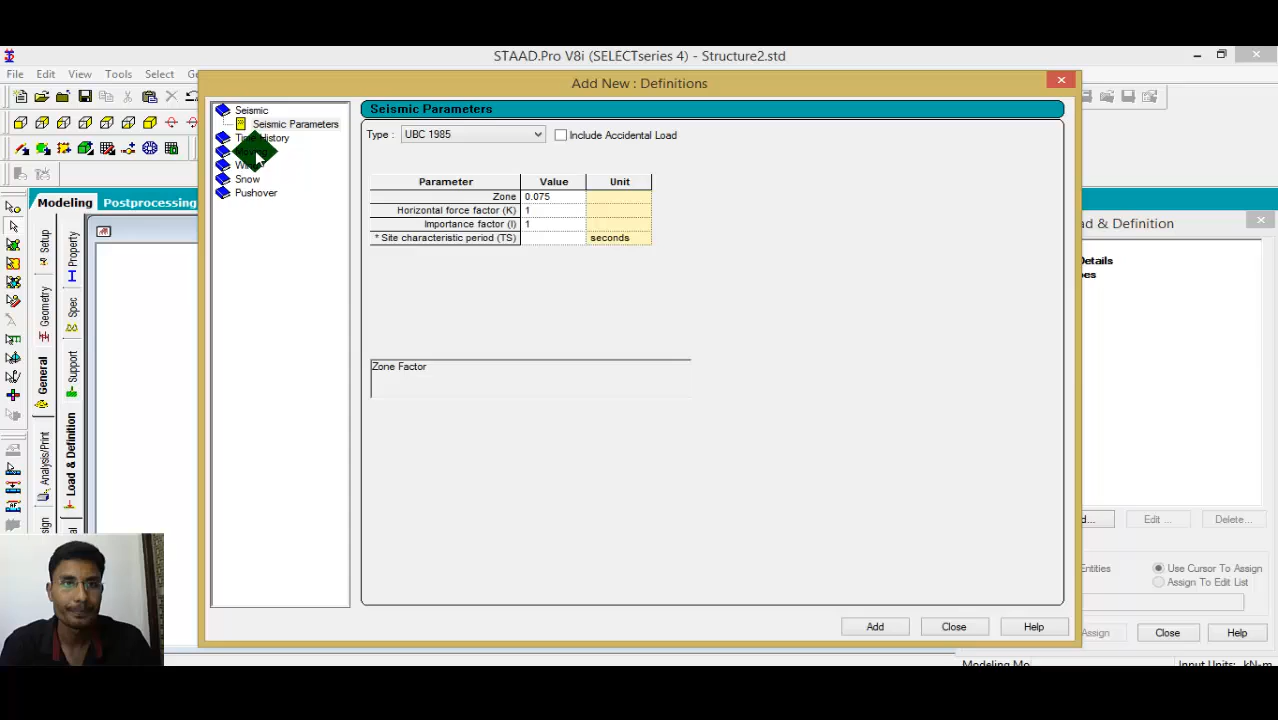 STAAD.Pro V8i (SELECTseries 4) - Structure2.std
File Edit View Tools Select
Add New : Definitions
Seismic
Seismic Parameters
Time History
Snow
Pushover
Seismic Parameters
Type : UBC 1985 Include Accidental Load
Parameter Value Unit
Zone 0.075
Horizontal force factor (K) 1
Importance factor (I) 1
* Site characteristic period (TS) seconds
Zone Factor
Add Close Help
Modeling Postprocessing
Setup
Geometry
General
Analysis/Print
Property
Spec
Support
Load & Definition
ad & Definition
Details
d... Edit ... Delete...
Entities
Use Cursor To Assign
Assign To Edit List
Assign Close Help
Modeling Mo Input Units: kN-m